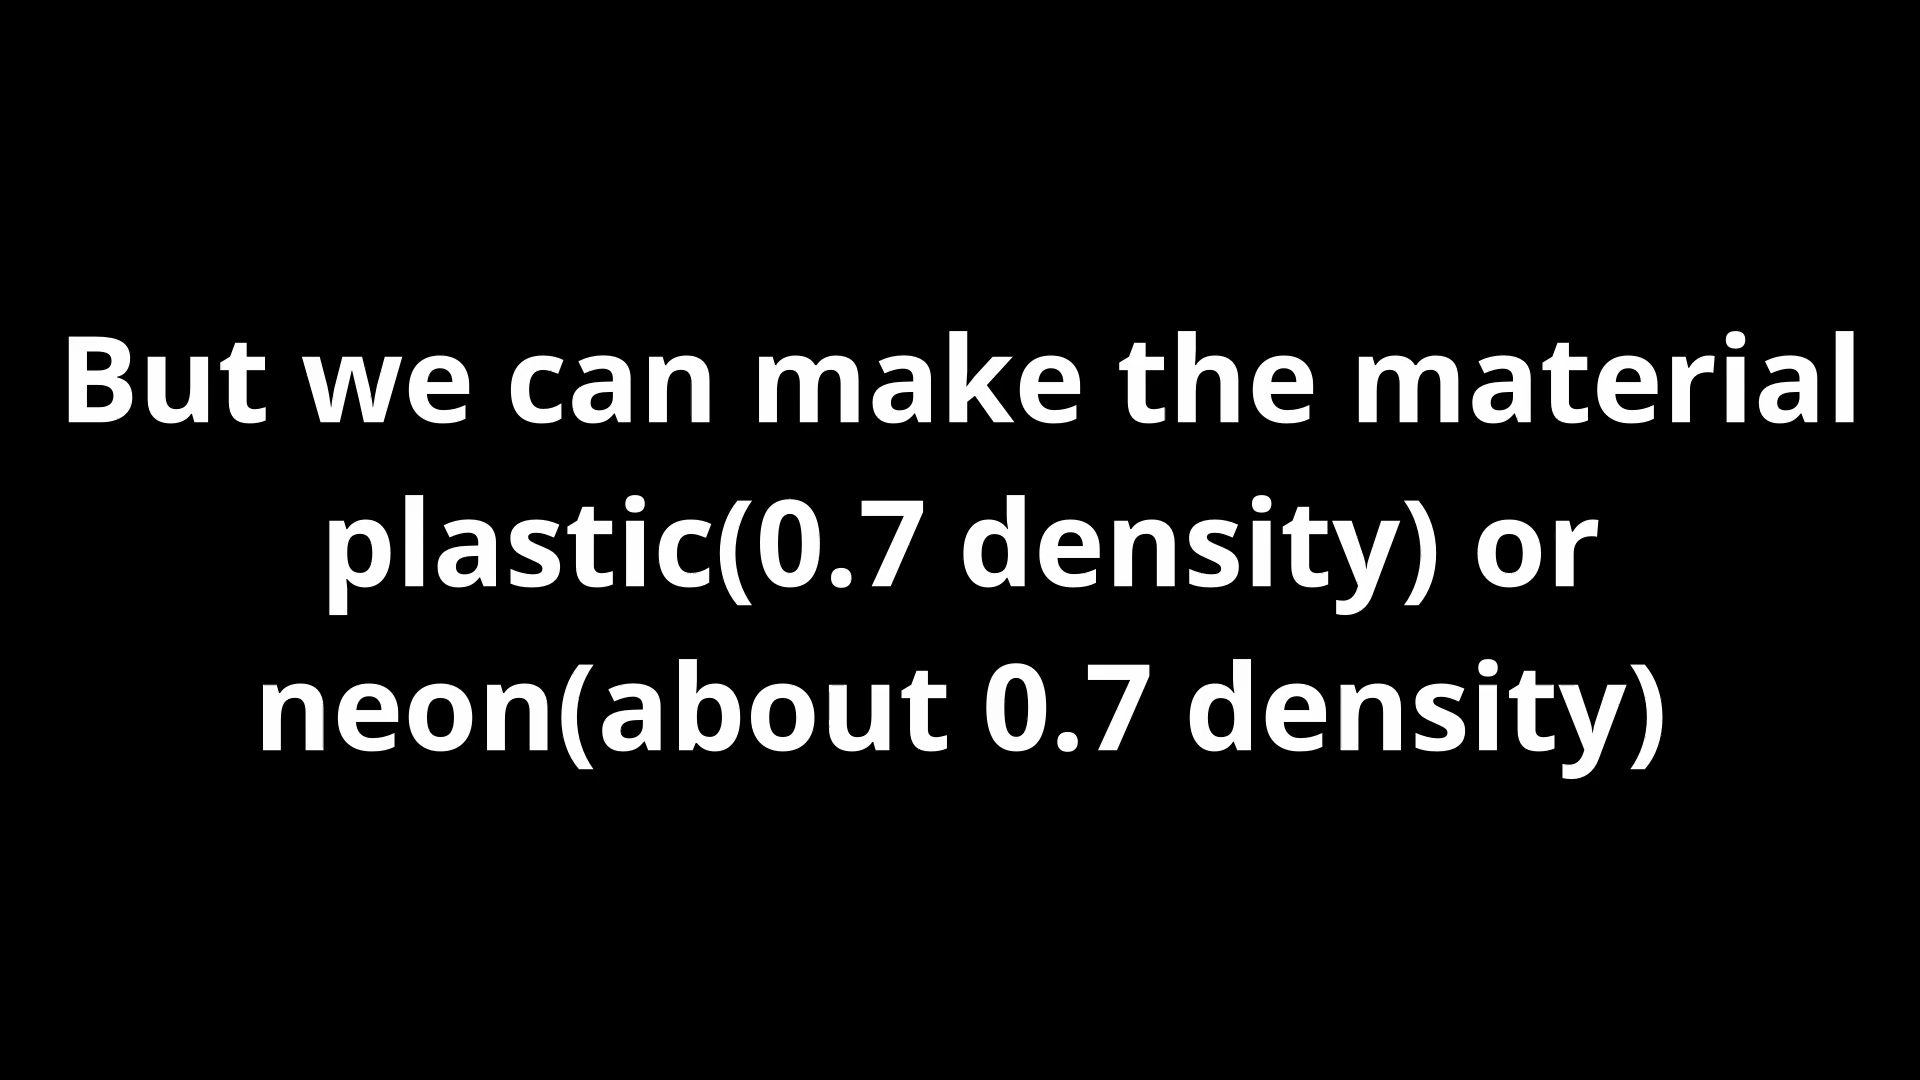 But we can make the material
plastic(0.7 density) or
neon(about 0.7 density)